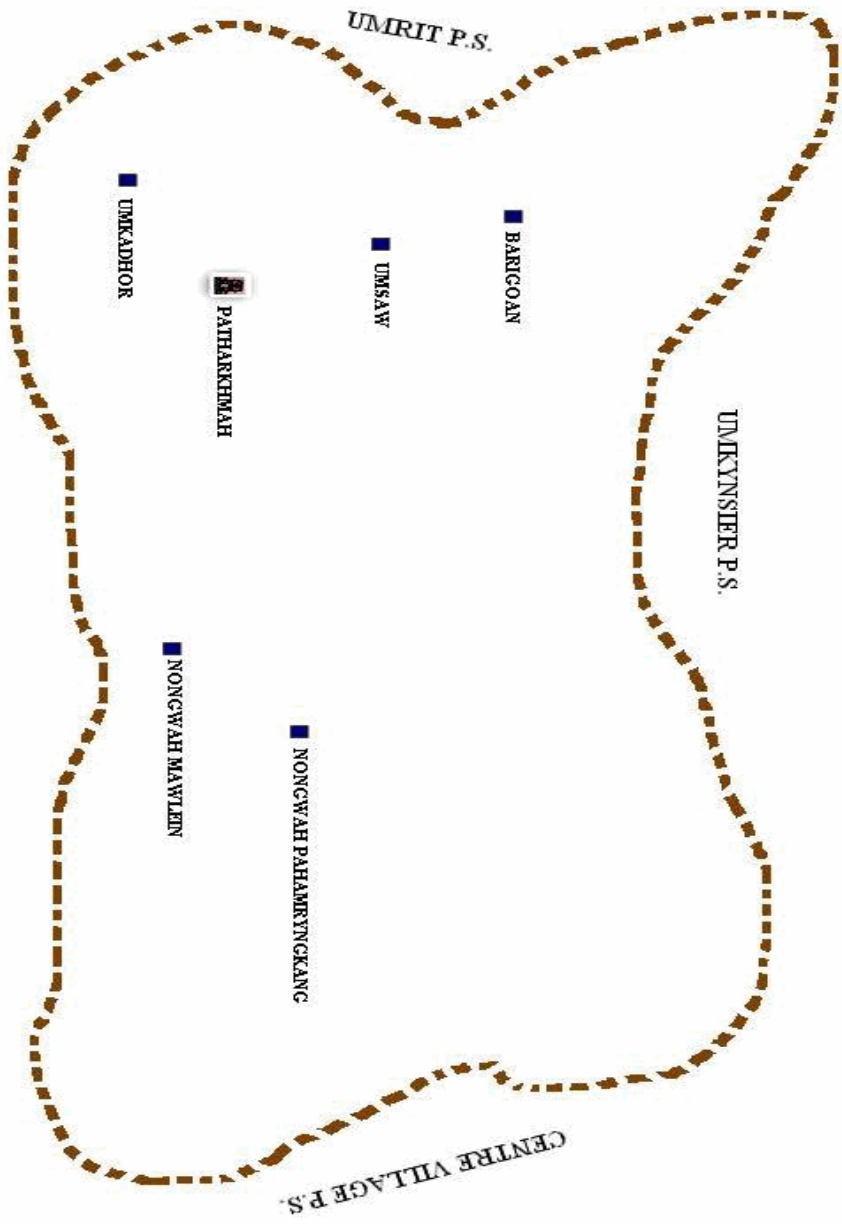 UMRIT P.S.
UMKYNSIER P.S.
BARIGOAN
UMSAW
PATHARKHMAH
UMKADHOR
NONGWAH PAHAMRYNGKANG
NONGWAH MAWLEIN
CENTRE VILLAGE P.S.